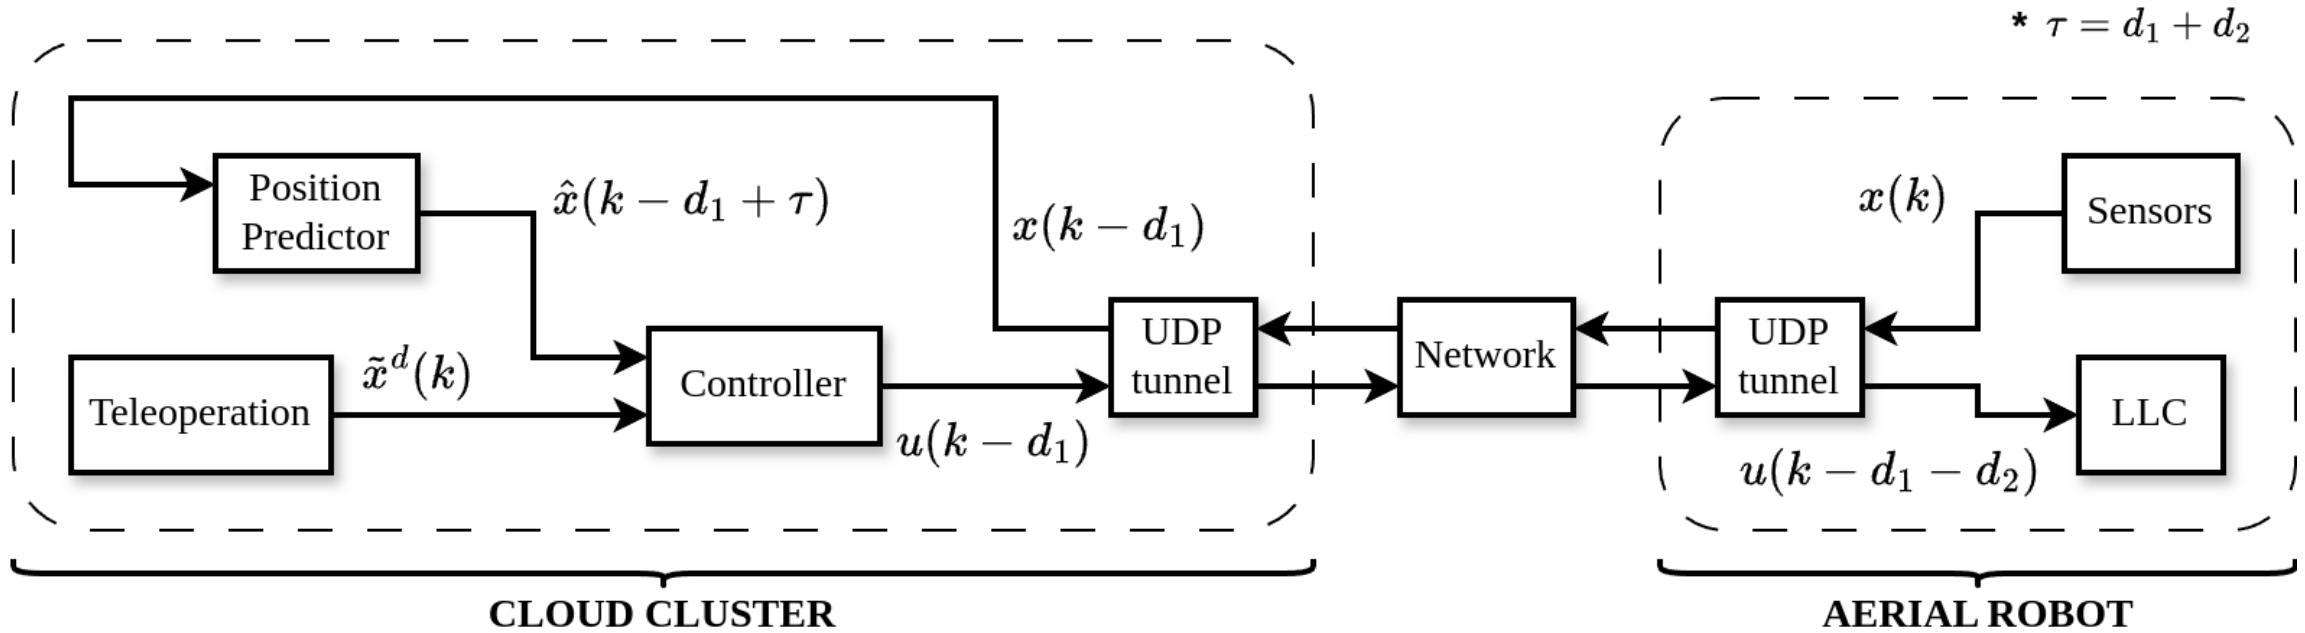 * τ = d₁ + d₂
Position
Predictor
x̂(k − d₁ + τ)
x(k − d₁)
x(k)
Sensors
UDP
tunnel
Network
UDP
tunnel
Teleoperation
x̃ᵈ(k)
Controller
u(k − d₁)
LLC
u(k − d₁ − d₂)
CLOUD CLUSTER
AERIAL ROBOT